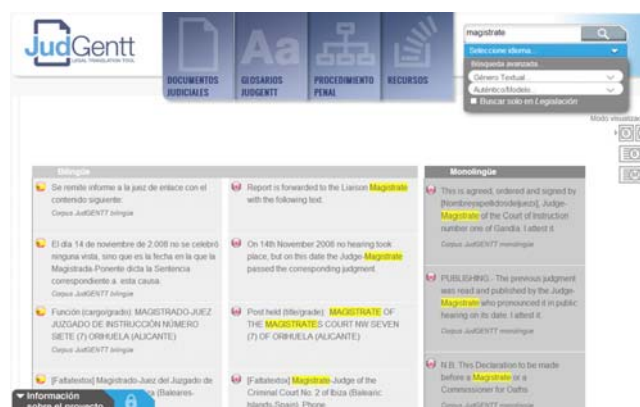 JudGentt
LEGAL TRANSLATION TOOL
DOCUMENTOS
JUDICIALES
Aa
GLOSARIOS
JUDGENTT
PROCEDIMIENTO
PENAL
RECURSOS
magistrate
Seleccione idioma...
Búsqueda avanzada...
Género Textual...
Auténtico/Modelo...
Buscar solo en Legislación
Modo visualizac
Bilingüe
Se remite informe a la juez de enlace con el
contenido siguiente:
Corpus JudGENTT bilingüe
Report is forwarded to the Liaison Magistrate
with the following text.
El día 14 de noviembre de 2.008 no se celebró
ninguna vista, sino que es la fecha en la que la
Magistrada-Ponente dicta la Sentencia
correspondiente a esta causa.
Corpus JudGENTT bilingüe
On 14th November 2008 no hearing took
place, but on this date the Judge-Magistrate
passed the corresponding judgment.
Función (cargo/grado): MAGISTRADO-JUEZ
JUZGADO DE INSTRUCCIÓN NÚMERO
SIETE (7) ORIHUELA (ALICANTE)
Corpus JudGENTT bilingüe
Post held (title/grade): MAGISTRATE OF
THE MAGISTRATES COURT NW SEVEN
(7) OF ORIHUELA (ALICANTE)
[Faltatextos] Magistrado-Juez del Juzgado de
Ibiza (Baleares-
[Faltatextos] Magistrate-Judge of the
Criminal Court No. 2 of Ibiza (Balearic
Islands-Spain), Phone
Monolingüe
This is agreed, ordered and signed by
[Nombreyapellidosdeljuez], Judge-
Magistrate of the Court of Instruction
number one of Gandia. I attest it.
Corpus JudGENTT monolingüe
PUBLISHING.- The previous judgment
was read and published by the Judge-
Magistrate who pronounced it in public
hearing on its date. I attest it.
Corpus JudGENTT monolingüe
N.B. This Declaration to be made
before a Magistrate or a
Commissioner for Oaths
Corpus JudGENTT monolingüe
Información
sobre el proyecto